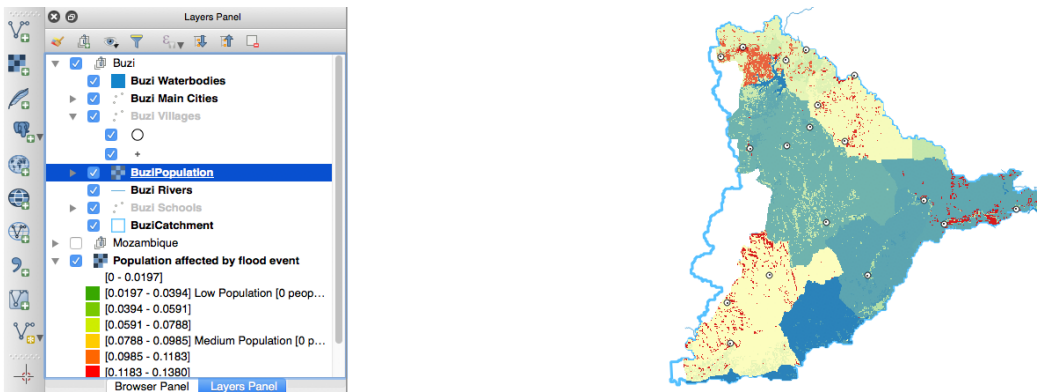 Layers Panel
Buzi
Buzi Waterbodies
Buzi Main Cities
Buzi Villages
BuziPopulation
Buzi Rivers
Buzi Schools
BuziCatchment
Mozambique
Population affected by flood event
[0 - 0.0197]
[0.0197 - 0.0394] Low Population [0 peop...
[0.0394 - 0.0591]
[0.0591 - 0.0788]
[0.0788 - 0.0985] Medium Population [0 p...
[0.0985 - 0.1183]
[0.1183 - 0.1380]
Browser Panel Layers Panel